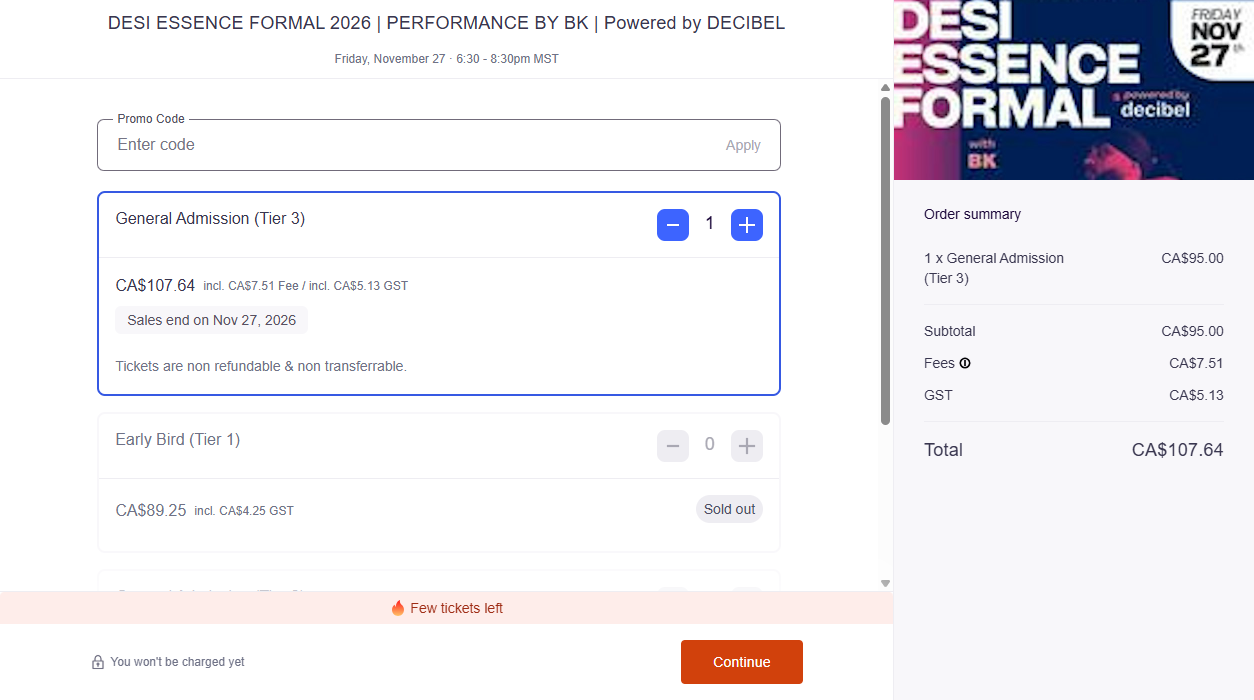 DESI ESSENCE FORMAL 2026 | PERFORMANCE BY BK | Powered by DECIBEL
Friday, November 27 · 6:30 - 8:30pm MST
Promo Code
Enter code
Apply
General Admission (Tier 3)
1
CA$107.64 incl. CA$7.51 Fee / incl. CA$5.13 GST
Sales end on Nov 27, 2026
Tickets are non refundable & non transferrable.
Early Bird (Tier 1)
0
CA$89.25 incl. CA$4.25 GST
Sold out
Few tickets left
You won't be charged yet
Continue
DESI
ESSENCE
FORMAL
with
BK
powered by
decibel
FRIDAY
NOV
27th
Order summary
1 x General Admission
(Tier 3)
CA$95.00
Subtotal CA$95.00
Fees CA$7.51
GST CA$5.13
Total CA$107.64